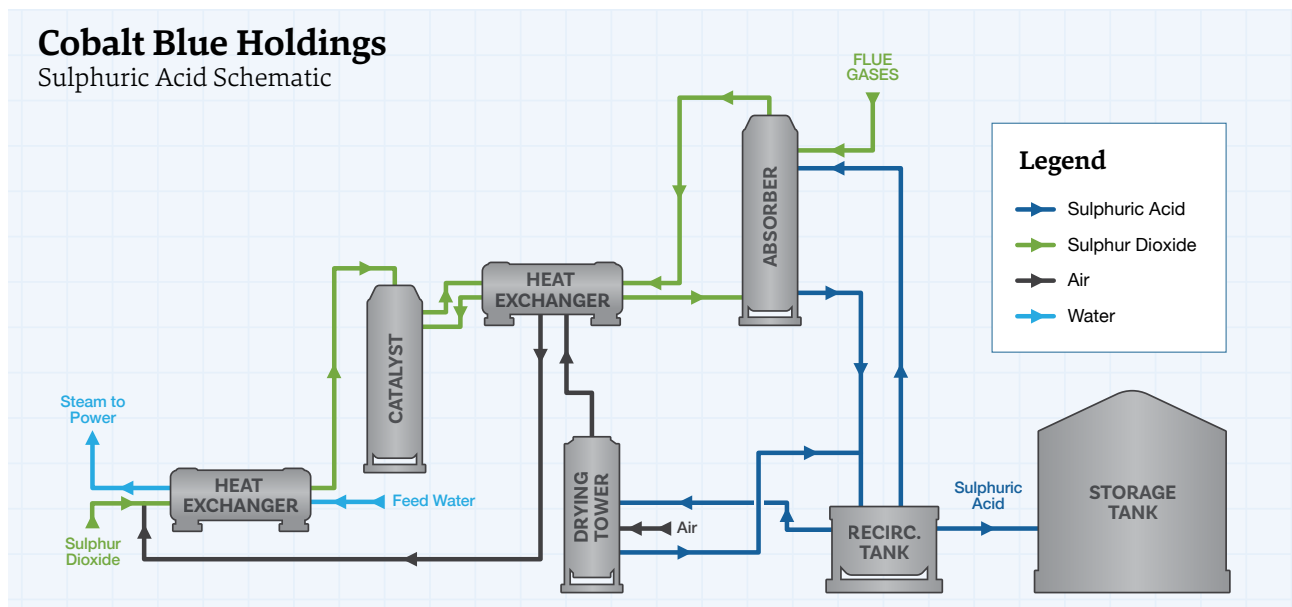 Cobalt Blue Holdings
Sulphuric Acid Schematic
FLUE
GASES
Legend
Sulphuric Acid
Sulphur Dioxide
Air
Water
ABSORBER
HEAT
EXCHANGER
CATALYST
Steam to
Power
HEAT
EXCHANGER
Feed Water
Sulphur
Dioxide
DRYING
TOWER
Air
RECIRC.
TANK
Sulphuric
Acid
STORAGE
TANK